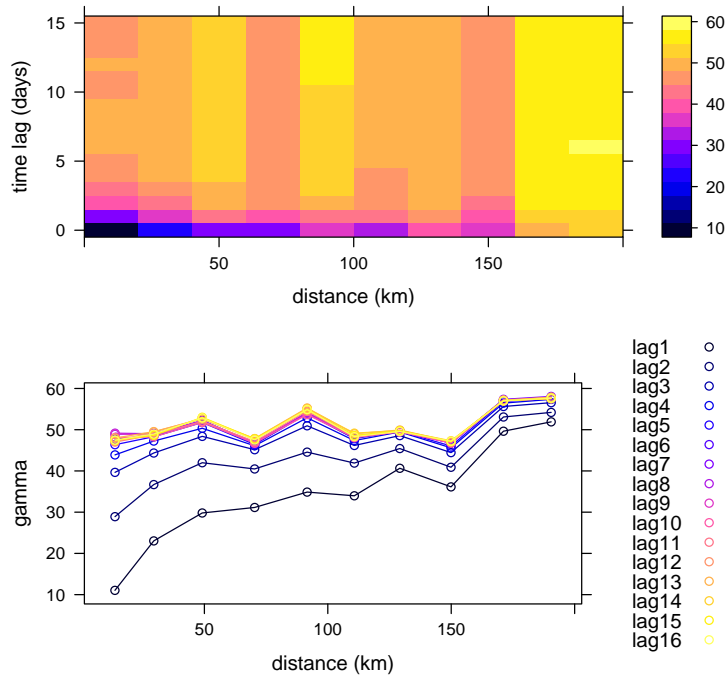 15
10
5
0
time lag (days)
50
100
150
distance (km)
60
50
40
30
20
10
60
50
40
30
20
10
gamma
50
100
150
distance (km)
lag1
lag2
lag3
lag4
lag5
lag6
lag7
lag8
lag9
lag10
lag11
lag12
lag13
lag14
lag15
lag16